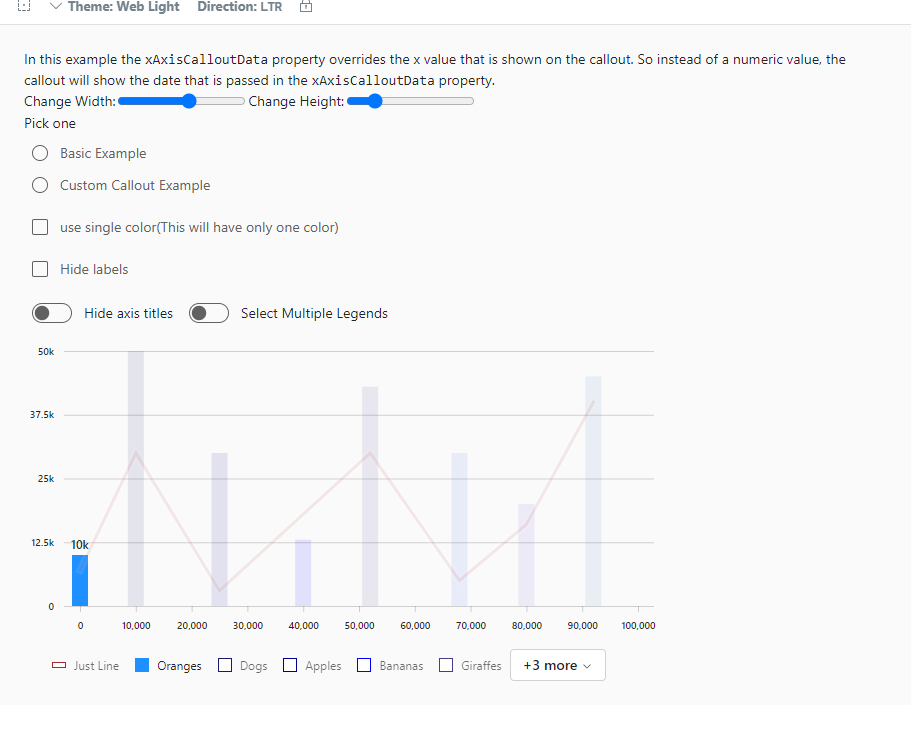 Theme: Web Light Direction: LTR
In this example the xAxisCalloutData property overrides the x value that is shown on the callout. So instead of a numeric value, the
callout will show the date that is passed in the xAxisCalloutData property.
Change Width: Change Height:
Pick one
Basic Example
Custom Callout Example
use single color(This will have only one color)
Hide labels
Hide axis titles Select Multiple Legends
50k
37.5k
25k
12.5k 10k
0
0 10,000 20,000 30,000 40,000 50,000 60,000 70,000 80,000 90,000 100,000
Just Line Oranges Dogs Apples Bananas Giraffes +3 more